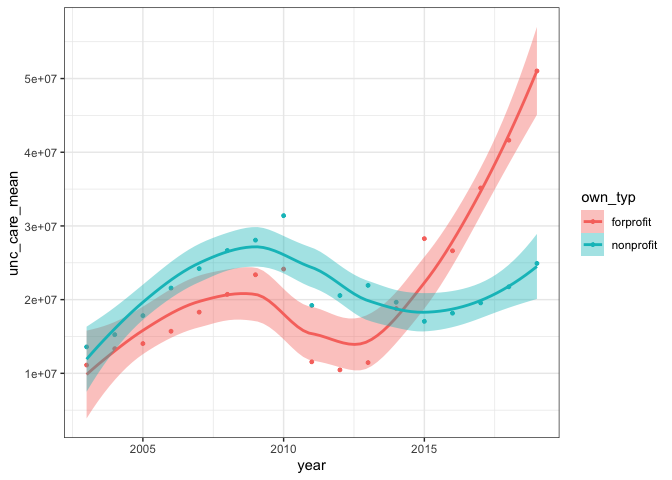 5e+07
4e+07
3e+07
2e+07
1e+07
unc_care_mean
2005
2010
2015
year
own_typ
forprofit
nonprofit